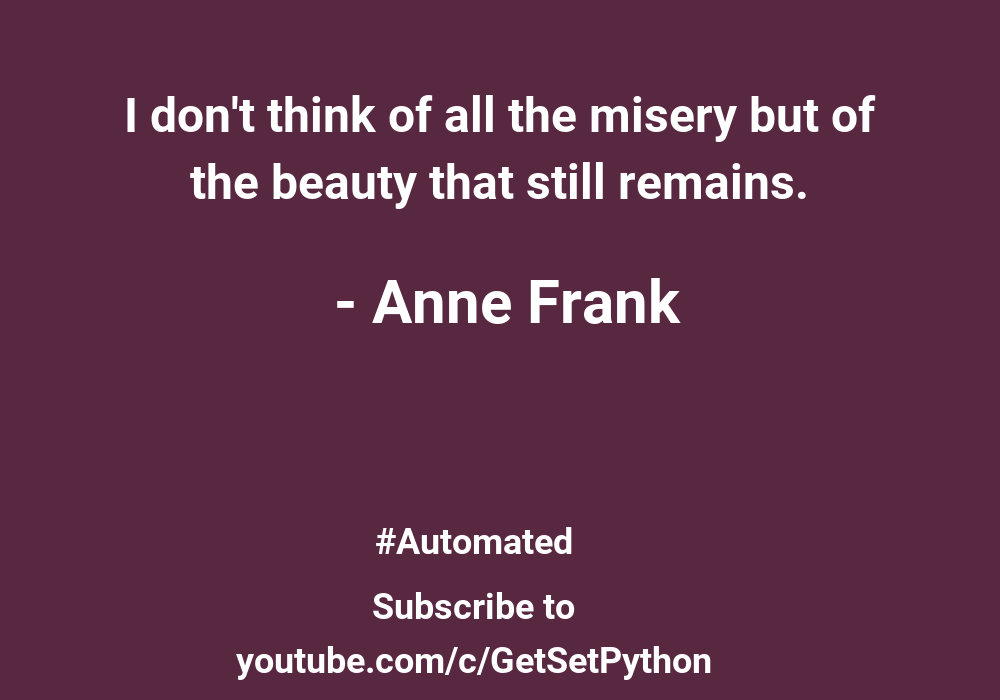 I don't think of all the misery but of
the beauty that still remains.
- Anne Frank
#Automated
Subscribe to
youtube.com/c/GetSetPython